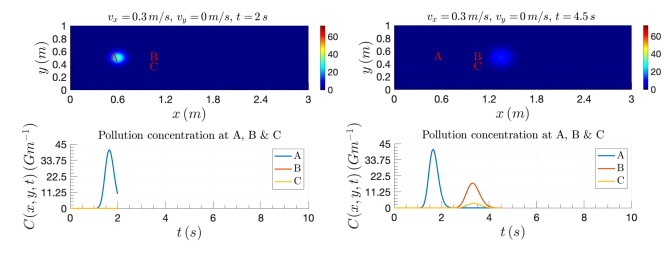 v_x = 0.3 m/s, v_y = 0 m/s, t = 2 s
1
0.8
0.6
0.4
0.2
0
y (m)
A
B
C
0
0.6
1.2
1.8
2.4
3
x (m)
60
40
20
0
v_x = 0.3 m/s, v_y = 0 m/s, t = 4.5 s
1
0.8
0.6
0.4
0.2
0
y (m)
A
B
C
0
0.6
1.2
1.8
2.4
3
x (m)
60
40
20
0
Pollution concentration at A, B & C
45
33.75
22.5
11.25
0
C(x, y, t) (Gm⁻¹)
A
B
C
0
2
4
6
8
10
t (s)
Pollution concentration at A, B & C
45
33.75
22.5
11.25
0
C(x, y, t) (Gm⁻¹)
A
B
C
0
2
4
6
8
10
t (s)